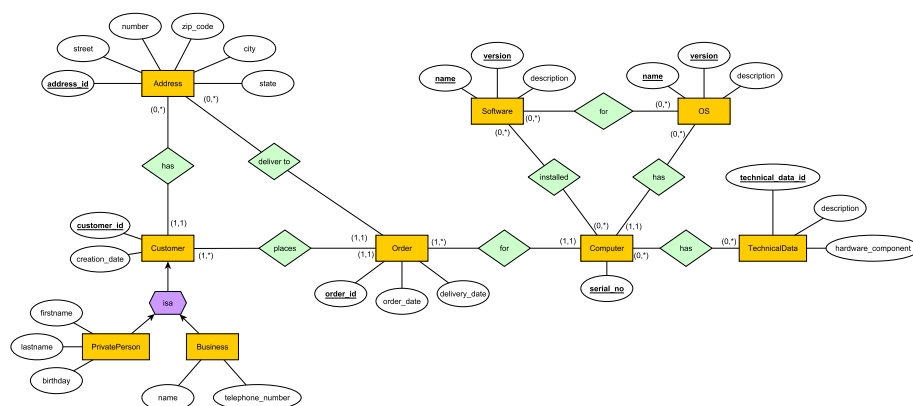 number
zip_code
street
city
address_id
Address
state
(0,*)
(0,*)
version
name
description
Software
(0,*)
for
version
name
description
(0,*)
OS
(0,*)
has
deliver to
installed
has
technical_data_id
description
hardware_component
customer_id
creation_date
(1,1)
Customer
(1,*)
places
(1,1)
(1,1)
Order
(1,*)
for
(0,*)
(1,1)
(1,1)
Computer
(0,*)
has
(0,*)
TechnicalData
order_id
order_date
delivery_date
serial_no
isa
firstname
lastname
birthday
PrivatePerson
Business
name
telephone_number